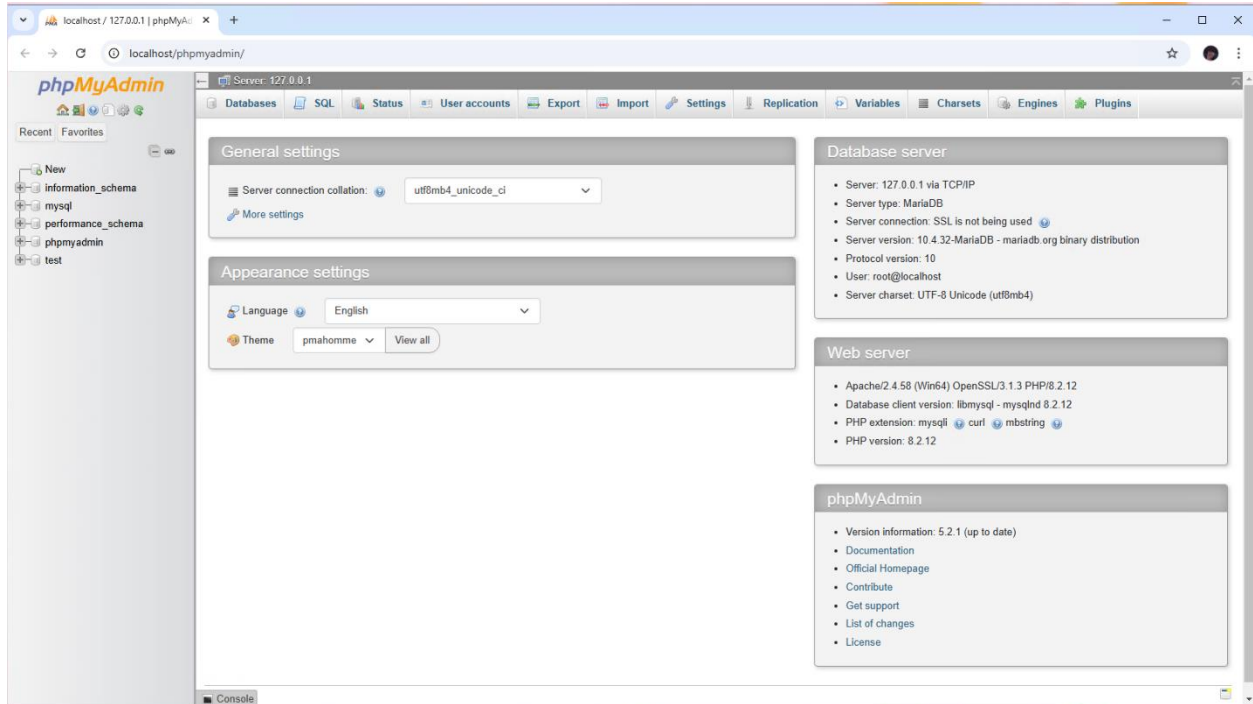 localhost / 127.0.0.1 | phpMyAd
localhost/phpmyadmin/
phpMyAdmin
Recent Favorites
New
information_schema
mysql
performance_schema
phpmyadmin
test
Server: 127.0.0.1
Databases SQL Status User accounts Export Import Settings Replication Variables Charsets Engines Plugins
General settings
Server connection collation: utf8mb4_unicode_ci
More settings
Appearance settings
Language English
Theme pmahomme View all
Database server
Server: 127.0.0.1 via TCP/IP
Server type: MariaDB
Server connection: SSL is not being used
Server version: 10.4.32-MariaDB - mariadb.org binary distribution
Protocol version: 10
User: root@localhost
Server charset: UTF-8 Unicode (utf8mb4)
Web server
Apache/2.4.58 (Win64) OpenSSL/3.1.3 PHP/8.2.12
Database client version: libmysql - mysqlnd 8.2.12
PHP extension: mysqli curl mbstring
PHP version: 8.2.12
phpMyAdmin
Version information: 5.2.1 (up to date)
Documentation
Official Homepage
Contribute
Get support
List of changes
License
Console